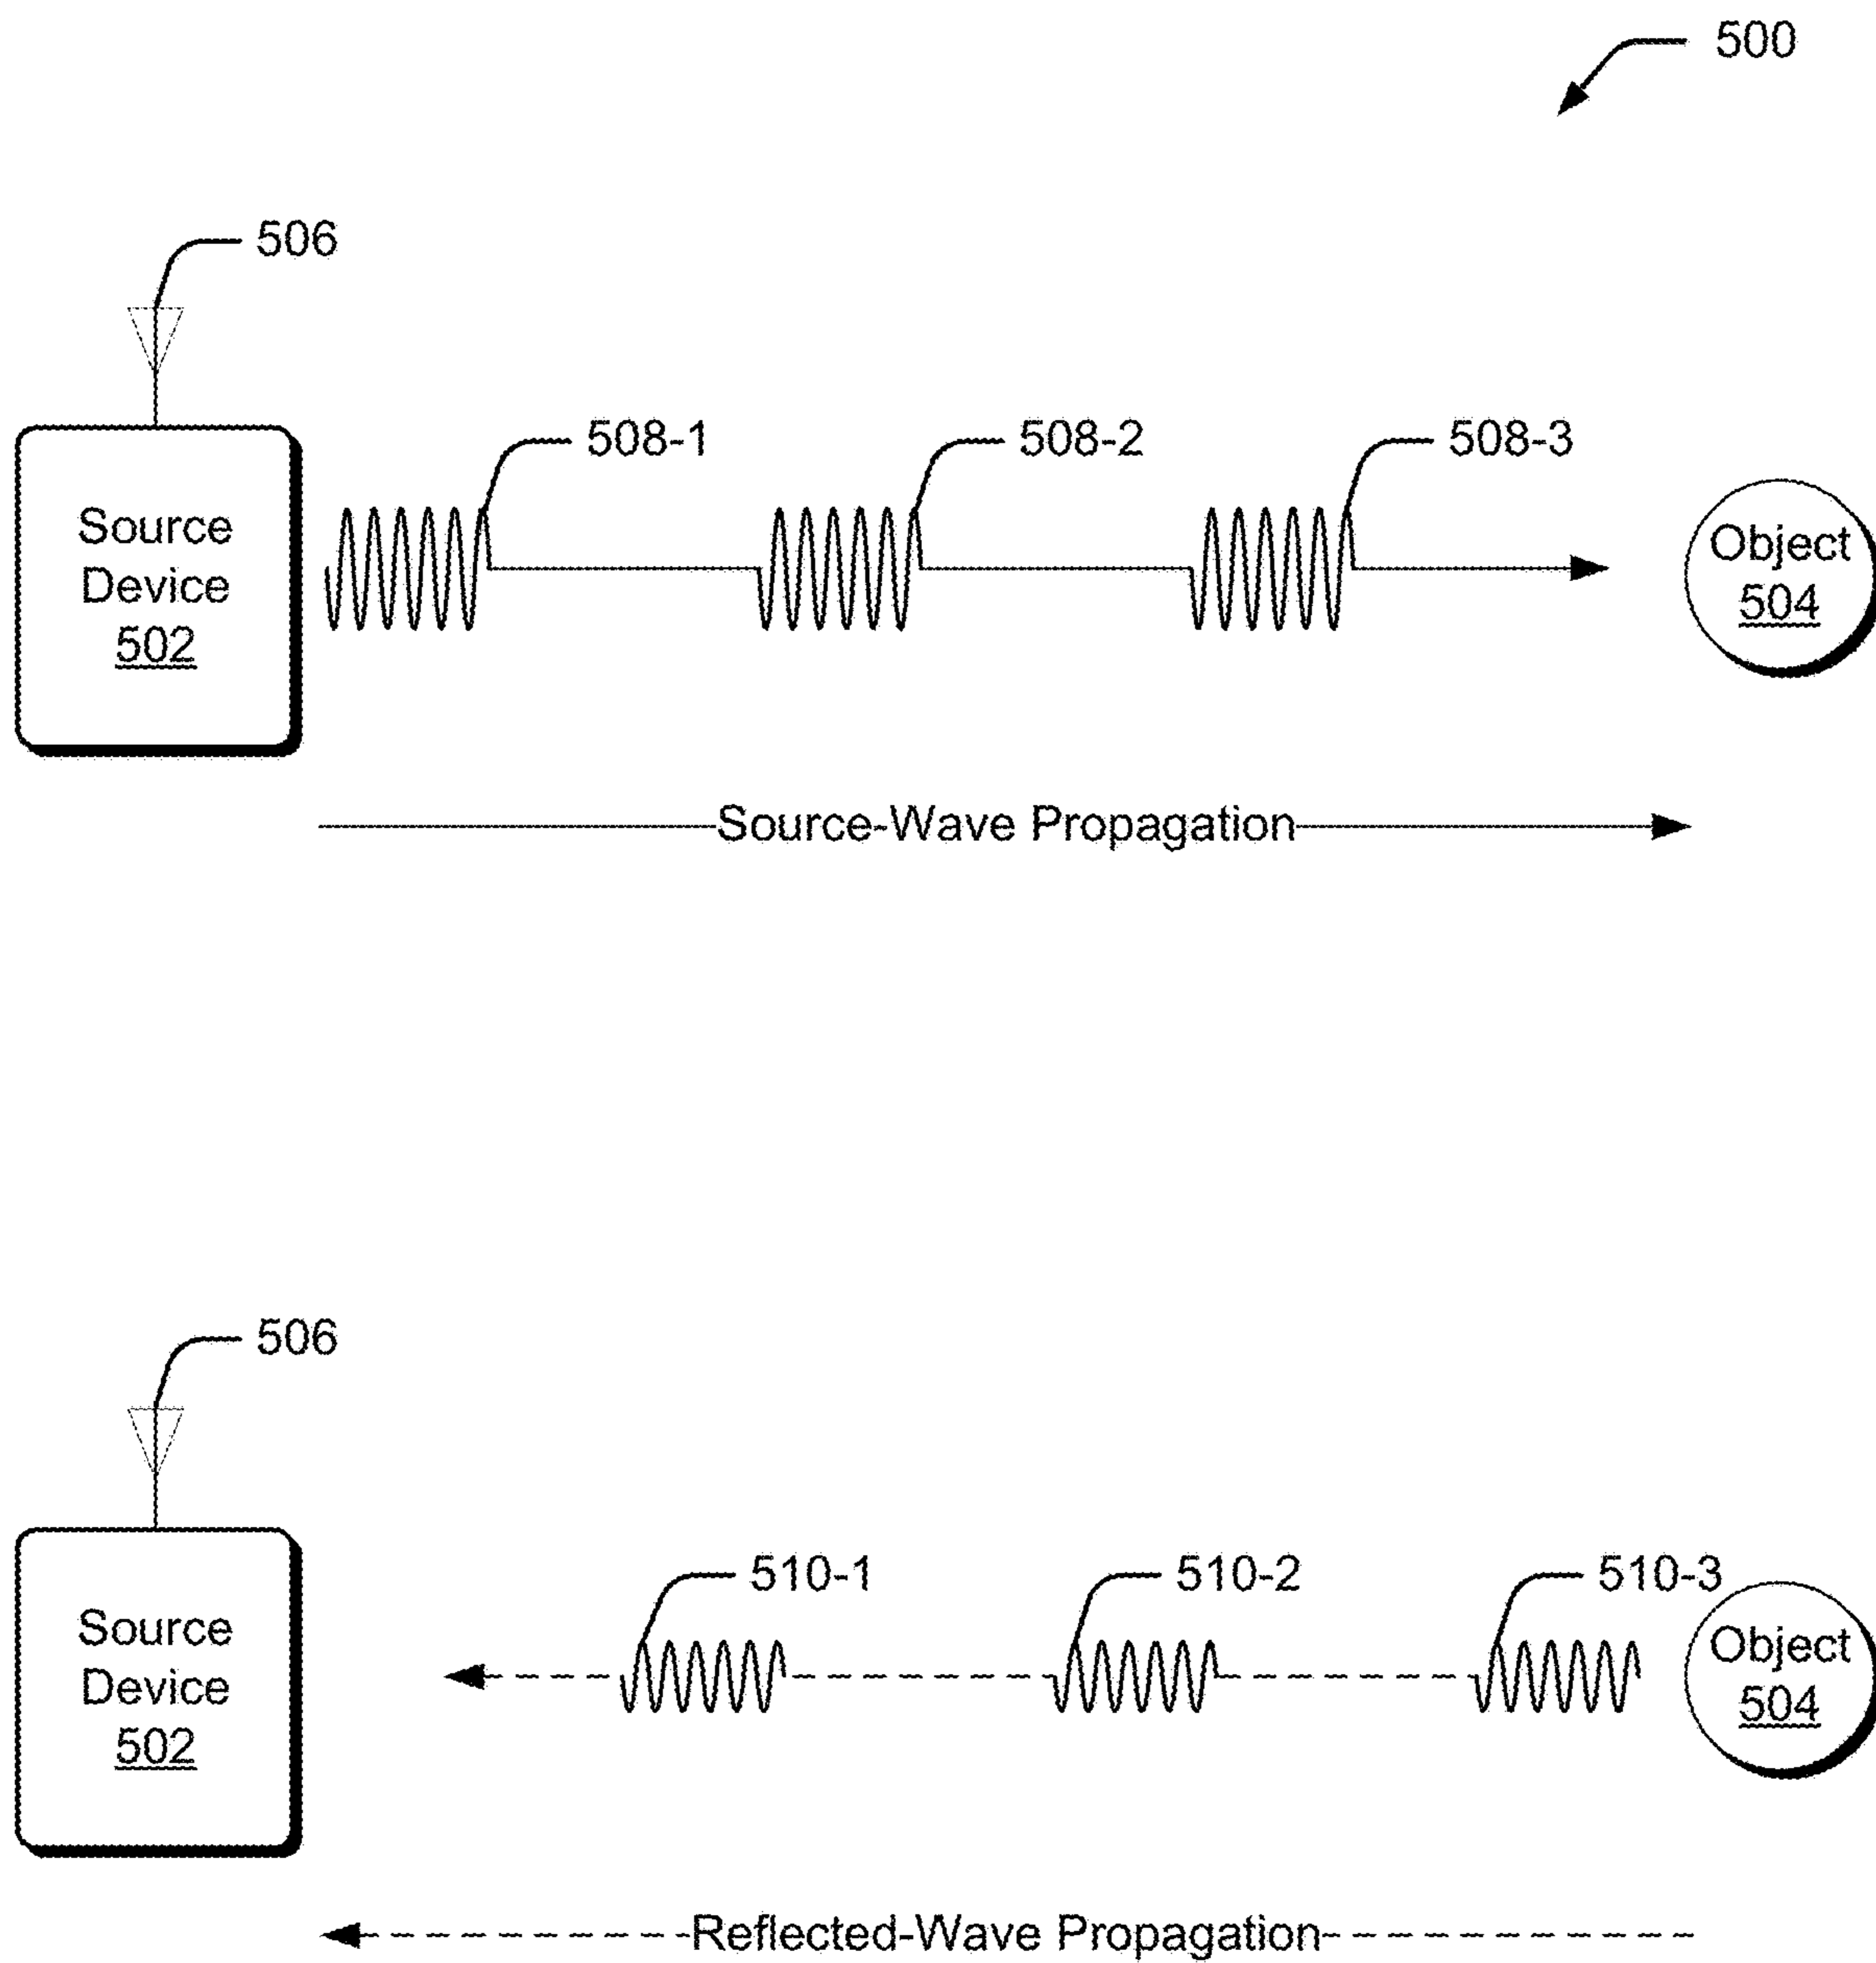 500
506
508-1
508-2
508-3
Source
Device
502
Object
504
Source-Wave Propagation
506
510-1
510-2
510-3
Source
Device
502
Object
504
Reflected-Wave Propagation